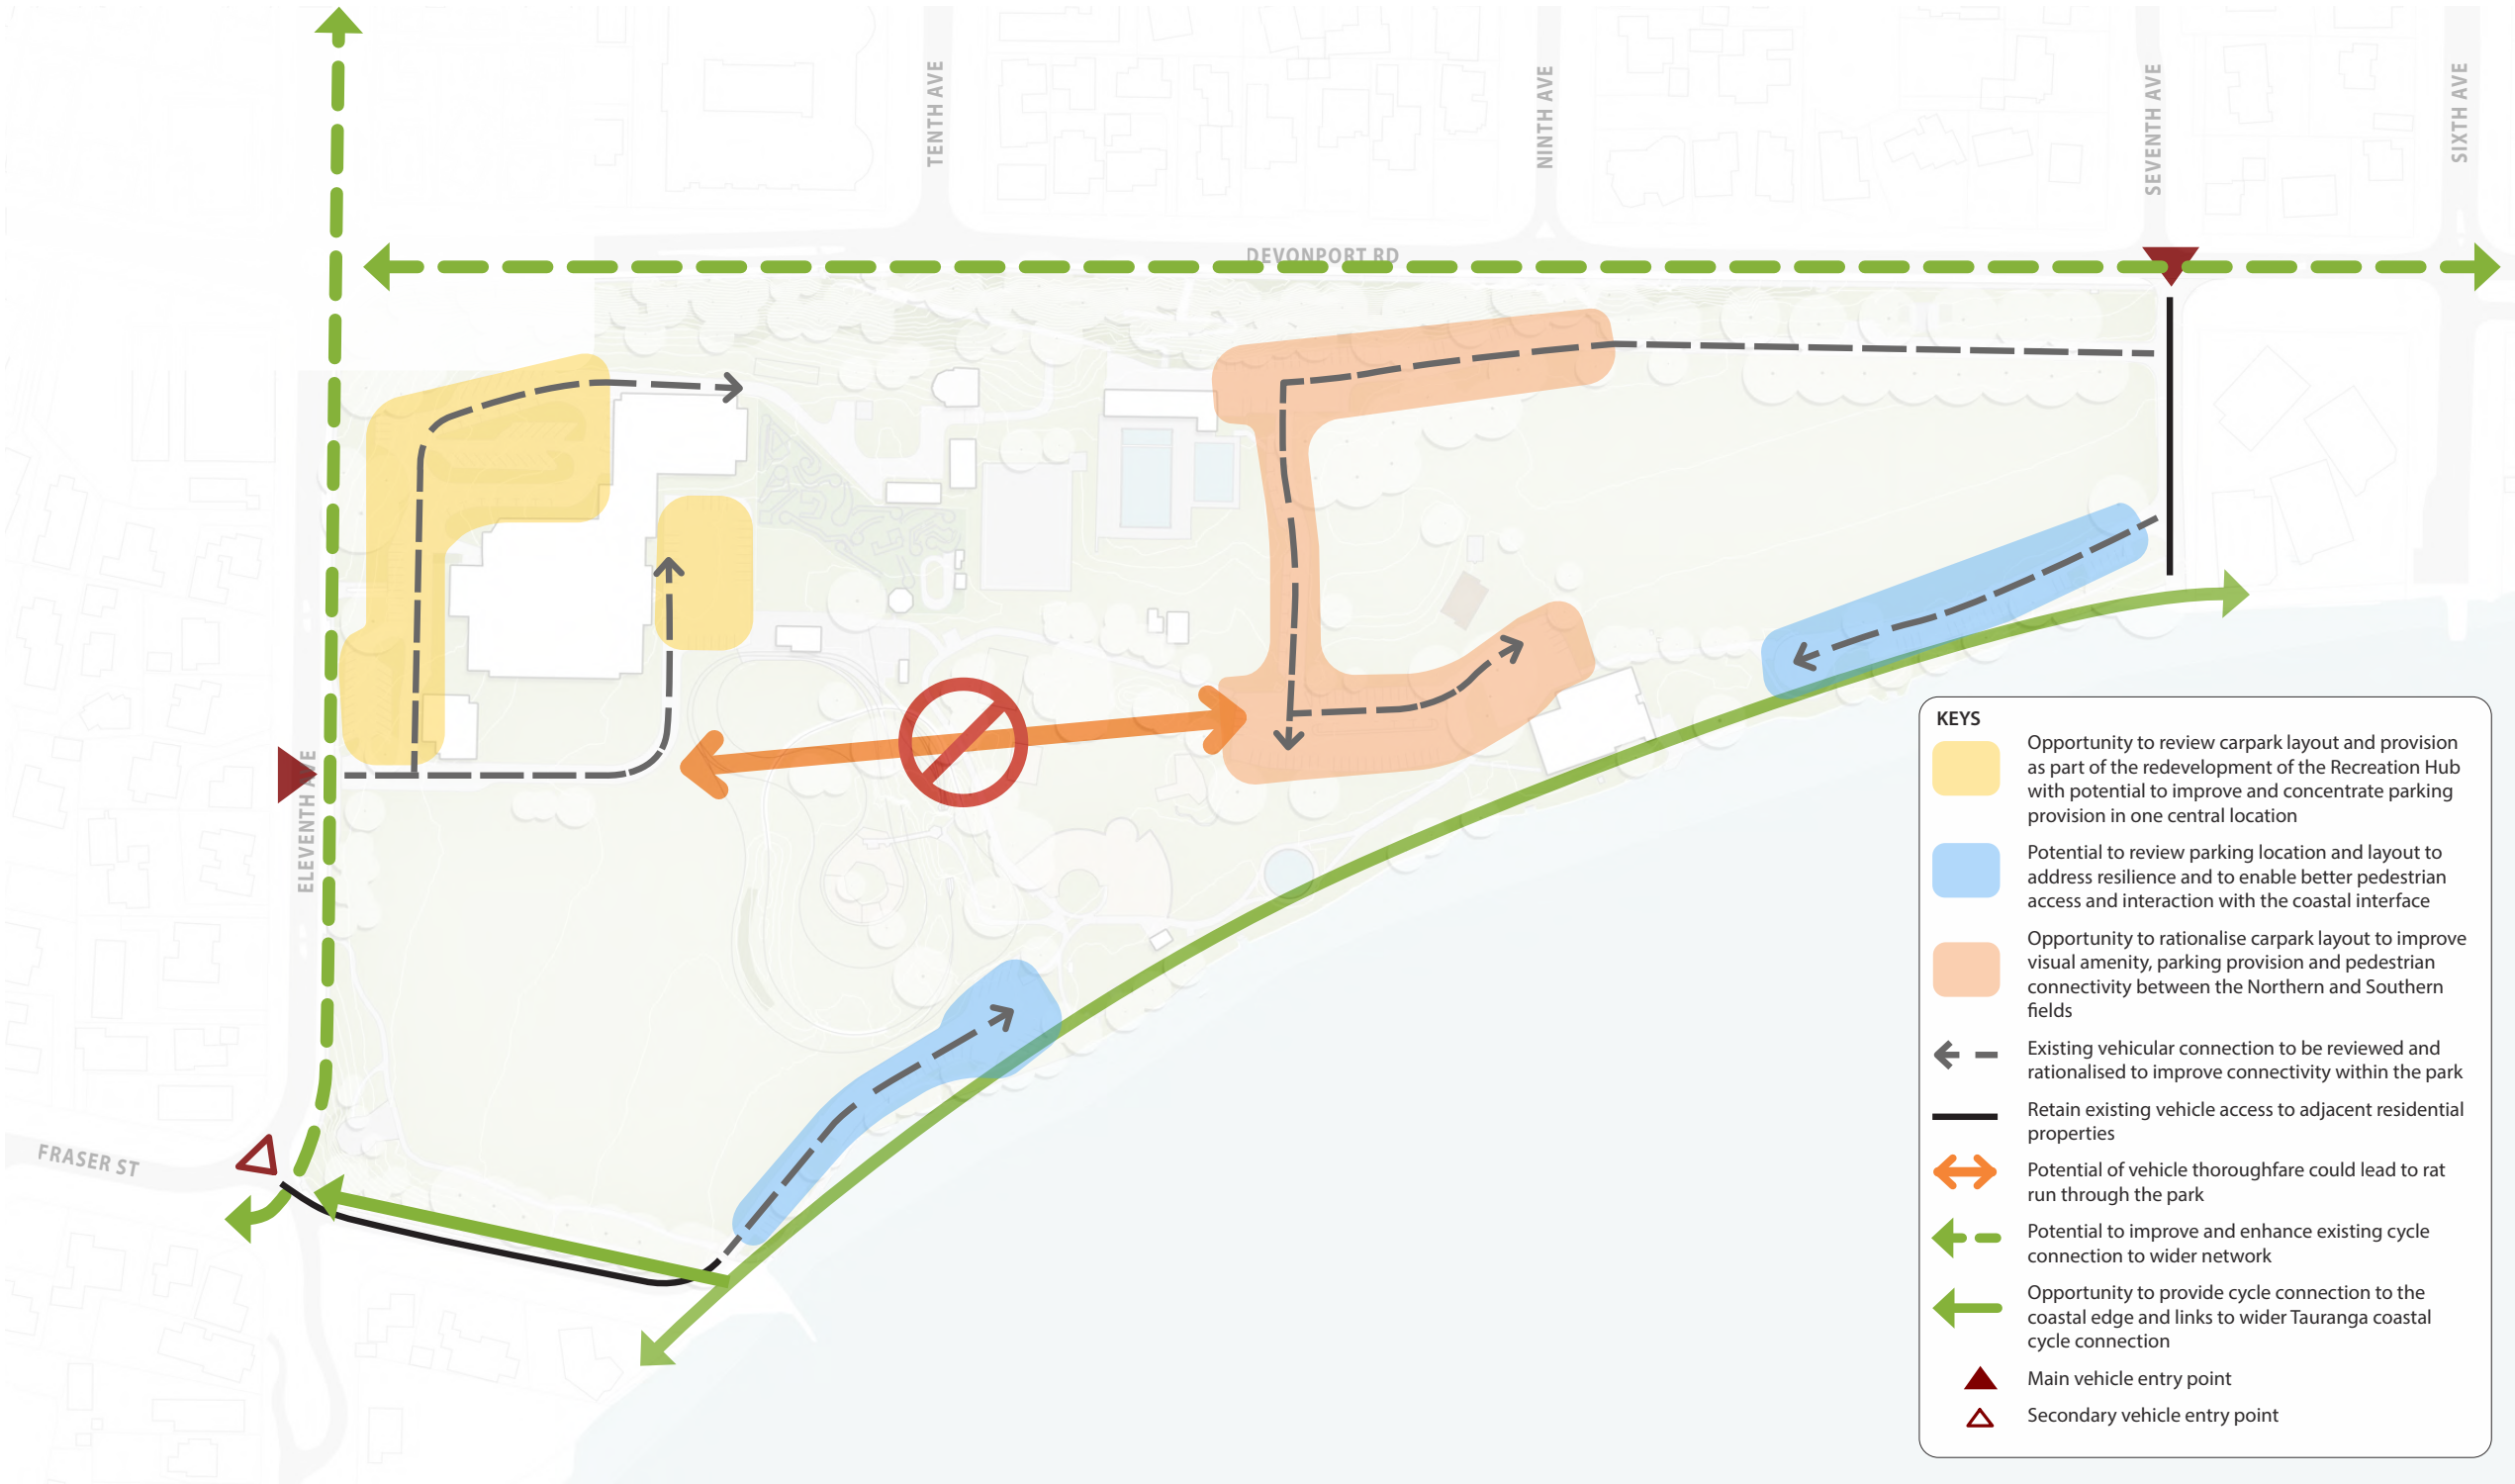 TENTH AVE
NINTH AVE
SEVENTH AVE
SIXTH AVE
DEVONPORT RD
ELEVENTH AVE
FRASER ST
KEYS
Opportunity to review carpark layout and provision
as part of the redevelopment of the Recreation Hub
with potential to improve and concentrate parking
provision in one central location
Potential to review parking location and layout to
address resilience and to enable better pedestrian
access and interaction with the coastal interface
Opportunity to rationalise carpark layout to improve
visual amenity, parking provision and pedestrian
connectivity between the Northern and Southern
fields
Existing vehicular connection to be reviewed and
rationalised to improve connectivity within the park
Retain existing vehicle access to adjacent residential
properties
Potential of vehicle thoroughfare could lead to rat
run through the park
Potential to improve and enhance existing cycle
connection to wider network
Opportunity to provide cycle connection to the
coastal edge and links to wider Tauranga coastal
cycle connection
Main vehicle entry point
Secondary vehicle entry point